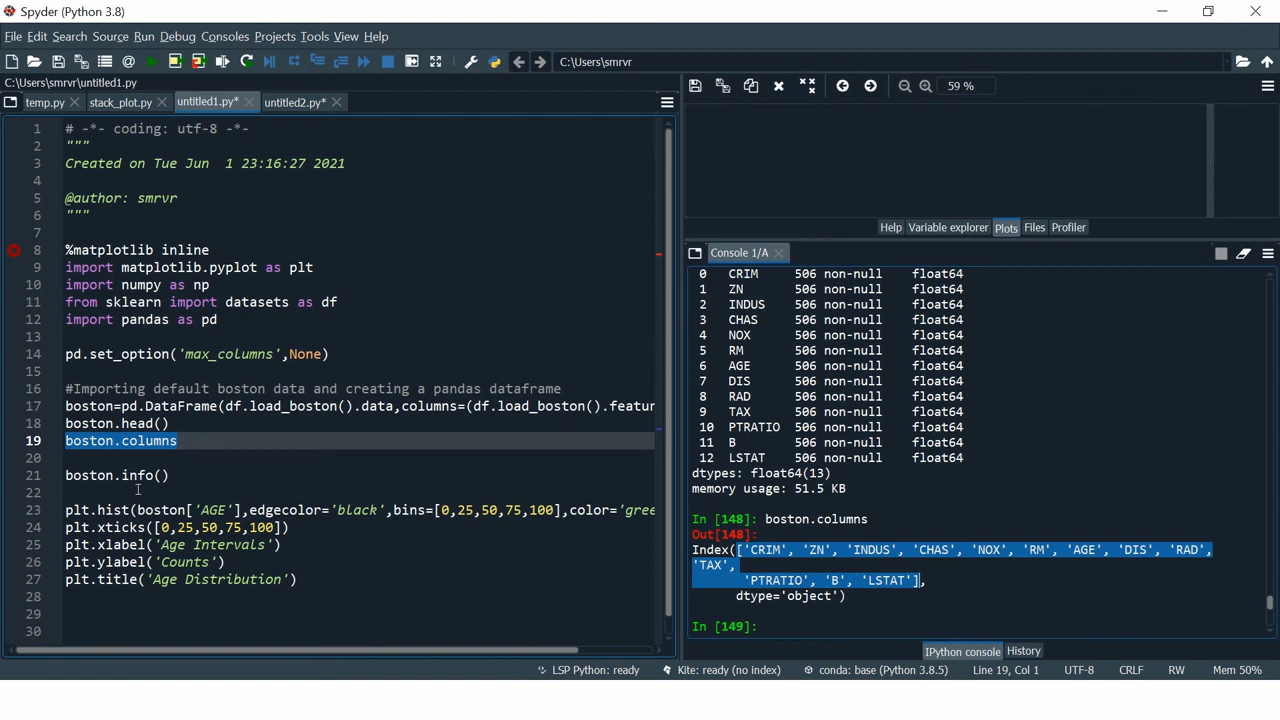 Spyder (Python 3.8)
File Edit Search Source Run Debug Consoles Projects Tools View Help
C:\Users\smrvr
C:\Users\smrvr\untitled1.py
temp.py stack_plot.py untitled1.py* untitled2.py*
59 %
1 # -*- coding: utf-8 -*-
2 """
3 Created on Tue Jun  1 23:16:27 2021
4
5 @author: smrvr
6 """
7
8 %matplotlib inline
9 import matplotlib.pyplot as plt
10 import numpy as np
11 from sklearn import datasets as df
12 import pandas as pd
13
14 pd.set_option('max_columns',None)
15
16 #Importing default boston data and creating a pandas dataframe
17 boston=pd.DataFrame(df.load_boston().data,columns=(df.load_boston().featur
18 boston.head()
19 boston.columns
20
21 boston.info()
22
23 plt.hist(boston['AGE'],edgecolor='black',bins=[0,25,50,75,100],color='gree
24 plt.xticks([0,25,50,75,100])
25 plt.xlabel('Age Intervals')
26 plt.ylabel('Counts')
27 plt.title('Age Distribution')
28
29
30
Help Variable explorer Plots Files Profiler
Console 1/A
0 CRIM 506 non-null float64
1 ZN 506 non-null float64
2 INDUS 506 non-null float64
3 CHAS 506 non-null float64
4 NOX 506 non-null float64
5 RM 506 non-null float64
6 AGE 506 non-null float64
7 DIS 506 non-null float64
8 RAD 506 non-null float64
9 TAX 506 non-null float64
10 PTRATIO 506 non-null float64
11 B 506 non-null float64
12 LSTAT 506 non-null float64
dtypes: float64(13)
memory usage: 51.5 KB
In [148]: boston.columns
Out[148]:
Index(['CRIM', 'ZN', 'INDUS', 'CHAS', 'NOX', 'RM', 'AGE', 'DIS', 'RAD',
'TAX',
'PTRATIO', 'B', 'LSTAT'],
dtype='object')
In [149]:
IPython console History
LSP Python: ready Kite: ready (no index) conda: base (Python 3.8.5) Line 19, Col 1 UTF-8 CRLF RW Mem 50%